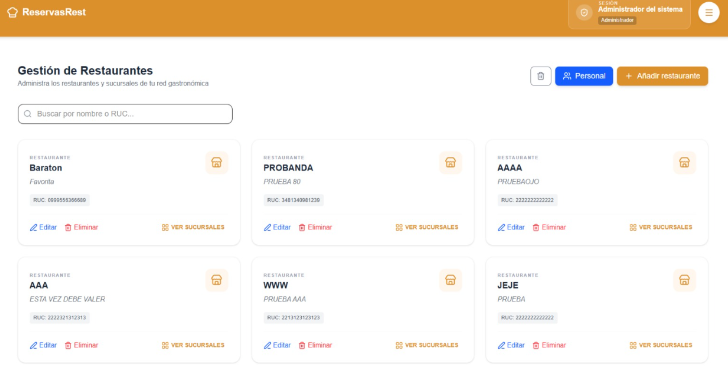 ReservasRest
SESIÓN
Administrador del sistema
Administrador
Gestión de Restaurantes
Administra los restaurantes y sucursales de tu red gastronómica
Personal
+ Añadir restaurante
Buscar por nombre o RUC...
RESTAURANTE
Baraton
Favorita
RUC: 0999556366699
Editar Eliminar VER SUCURSALES
RESTAURANTE
PROBANDA
PRUEBA 80
RUC: 3481348981239
Editar Eliminar VER SUCURSALES
RESTAURANTE
AAAA
PRUEBAOJO
RUC: 2222222222222
Editar Eliminar VER SUCURSALES
RESTAURANTE
AAA
ESTA VEZ DEBE VALER
RUC: 2222321312313
Editar Eliminar VER SUCURSALES
RESTAURANTE
WWW
PRUEBA AAA
RUC: 2213123123123
Editar Eliminar VER SUCURSALES
RESTAURANTE
JEJE
PRUEBA
RUC: 2222222222222
Editar Eliminar VER SUCURSALES